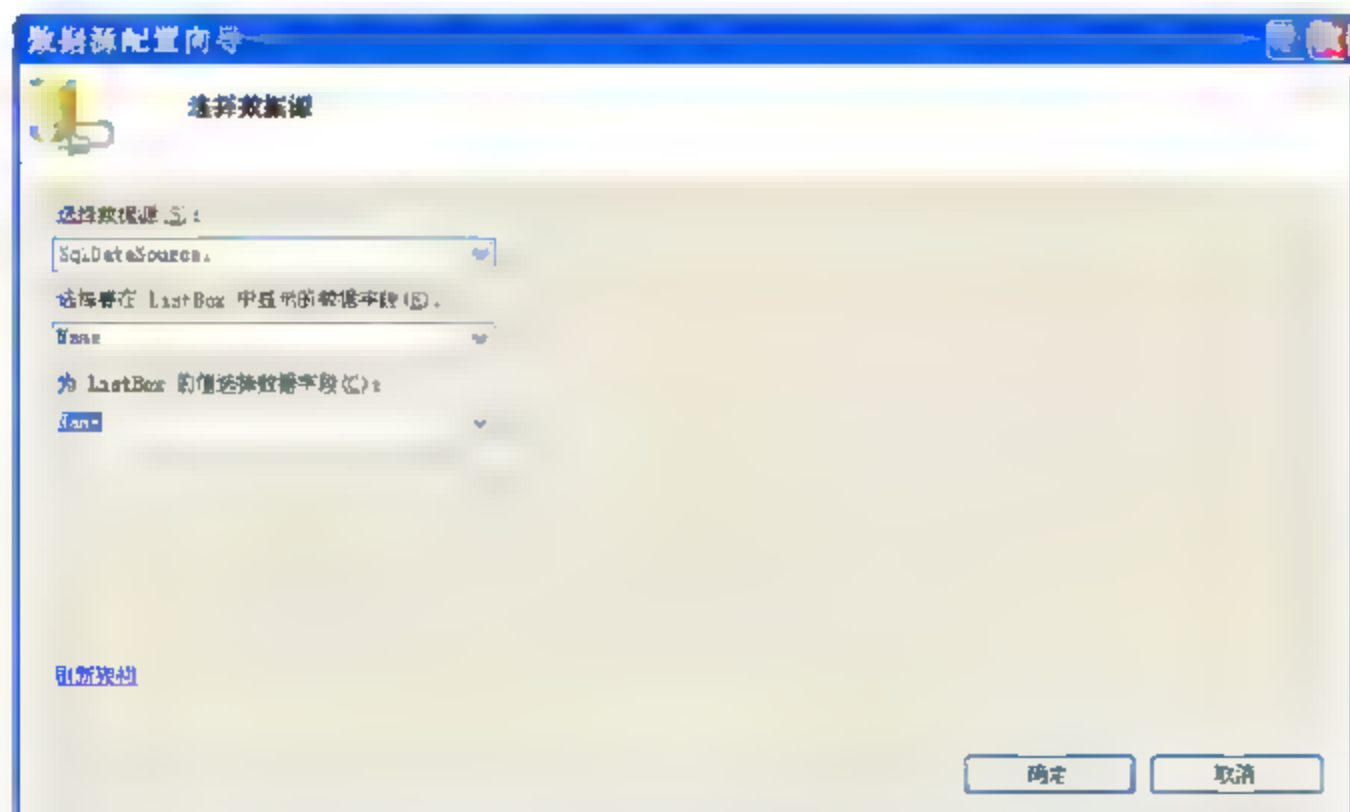 数据源配置向导
选择数据源
选择数据源(S):
SqlDataSource1
选择要在 ListBox 中显示的数据字段(E):
Name
为 ListBox 的值选择数据字段(C):
Name
刷新架构
确定
取消